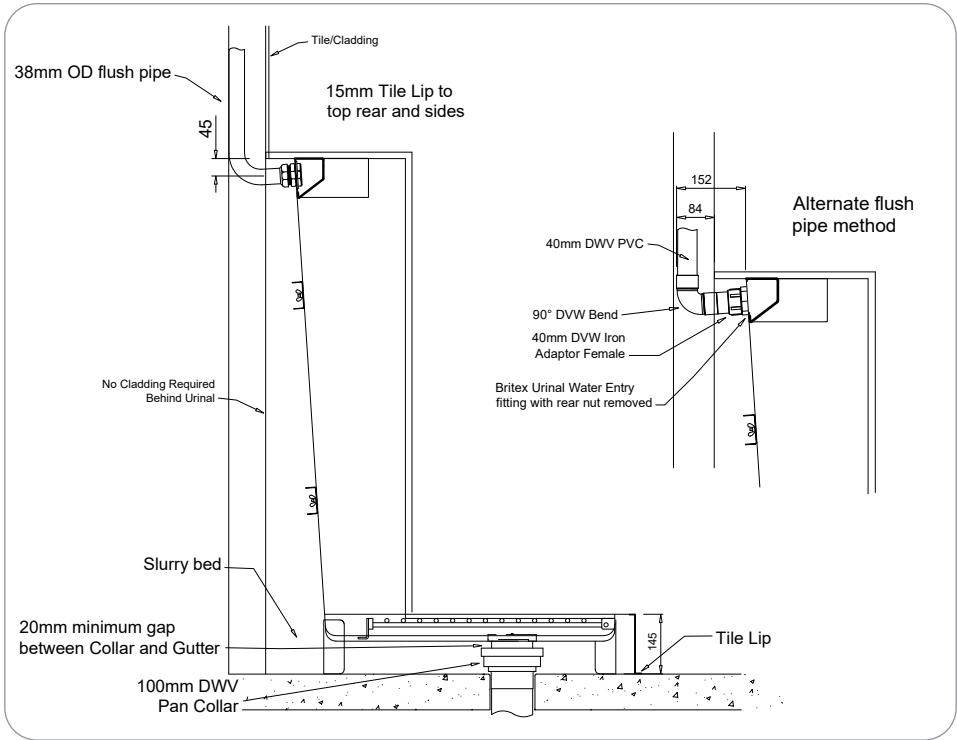 Tile/Cladding
38mm OD flush pipe
15mm Tile Lip to
top rear and sides
45
152
84
Alternate flush
pipe method
40mm DWV PVC
90° DVW Bend
40mm DVW Iron
Adaptor Female
Britex Urinal Water Entry
fitting with rear nut removed
No Cladding Required
Behind Urinal
Slurry bed
20mm minimum gap
between Collar and Gutter
145
Tile Lip
100mm DWV
Pan Collar